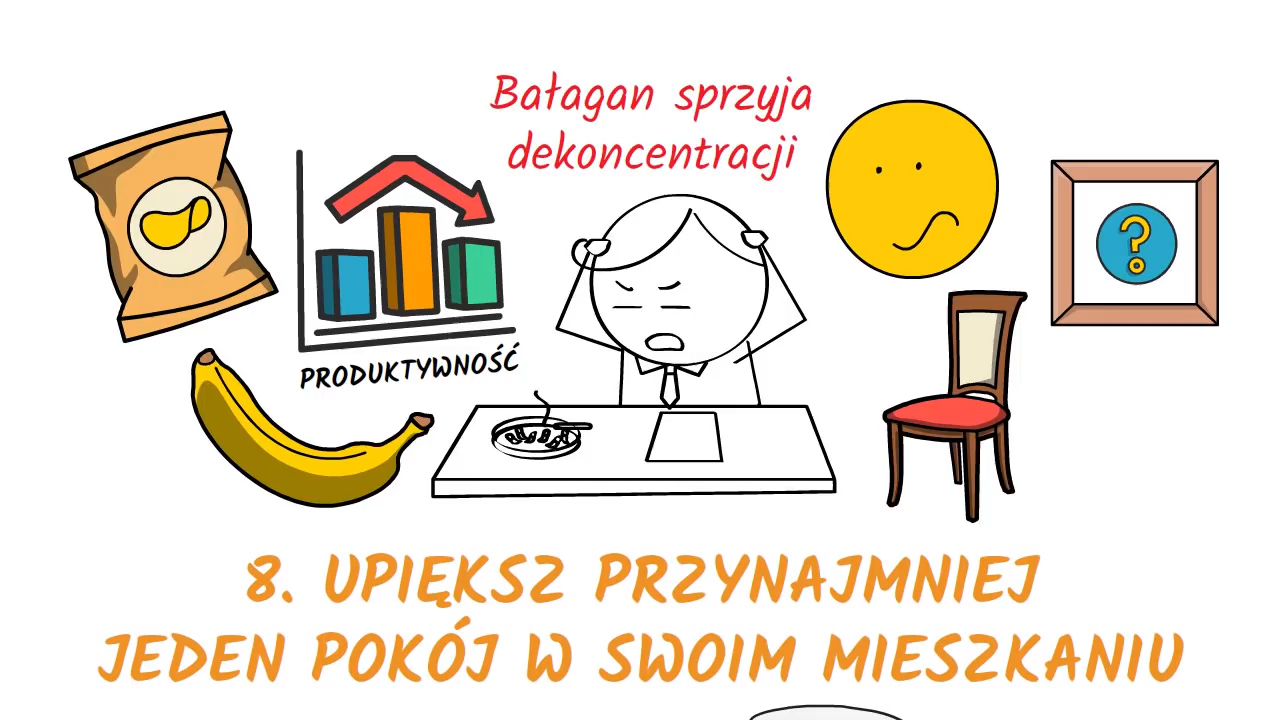 Bałagan sprzyja
dekoncentracji
?
PRODUKTYWNOŚĆ
8. UPIĘKSZ PRZYNAJMNIEJ
JEDEN POKÓJ W SWOIM MIESZKANIU